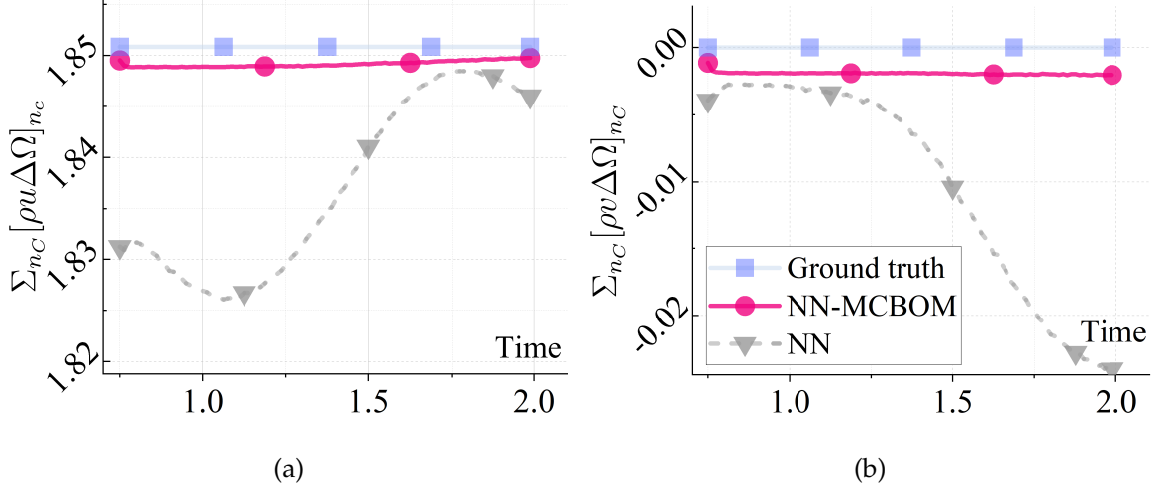 Σ_{n_C}[ρuΔΩ]_{n_c}
1.85
1.84
1.83
1.82
Time
1.0 1.5 2.0
(a)
Σ_{n_C}[ρvΔΩ]_{n_C}
0.00
-0.01
-0.02
Ground truth
NN-MCBOM
NN
Time
1.0 1.5 2.0
(b)